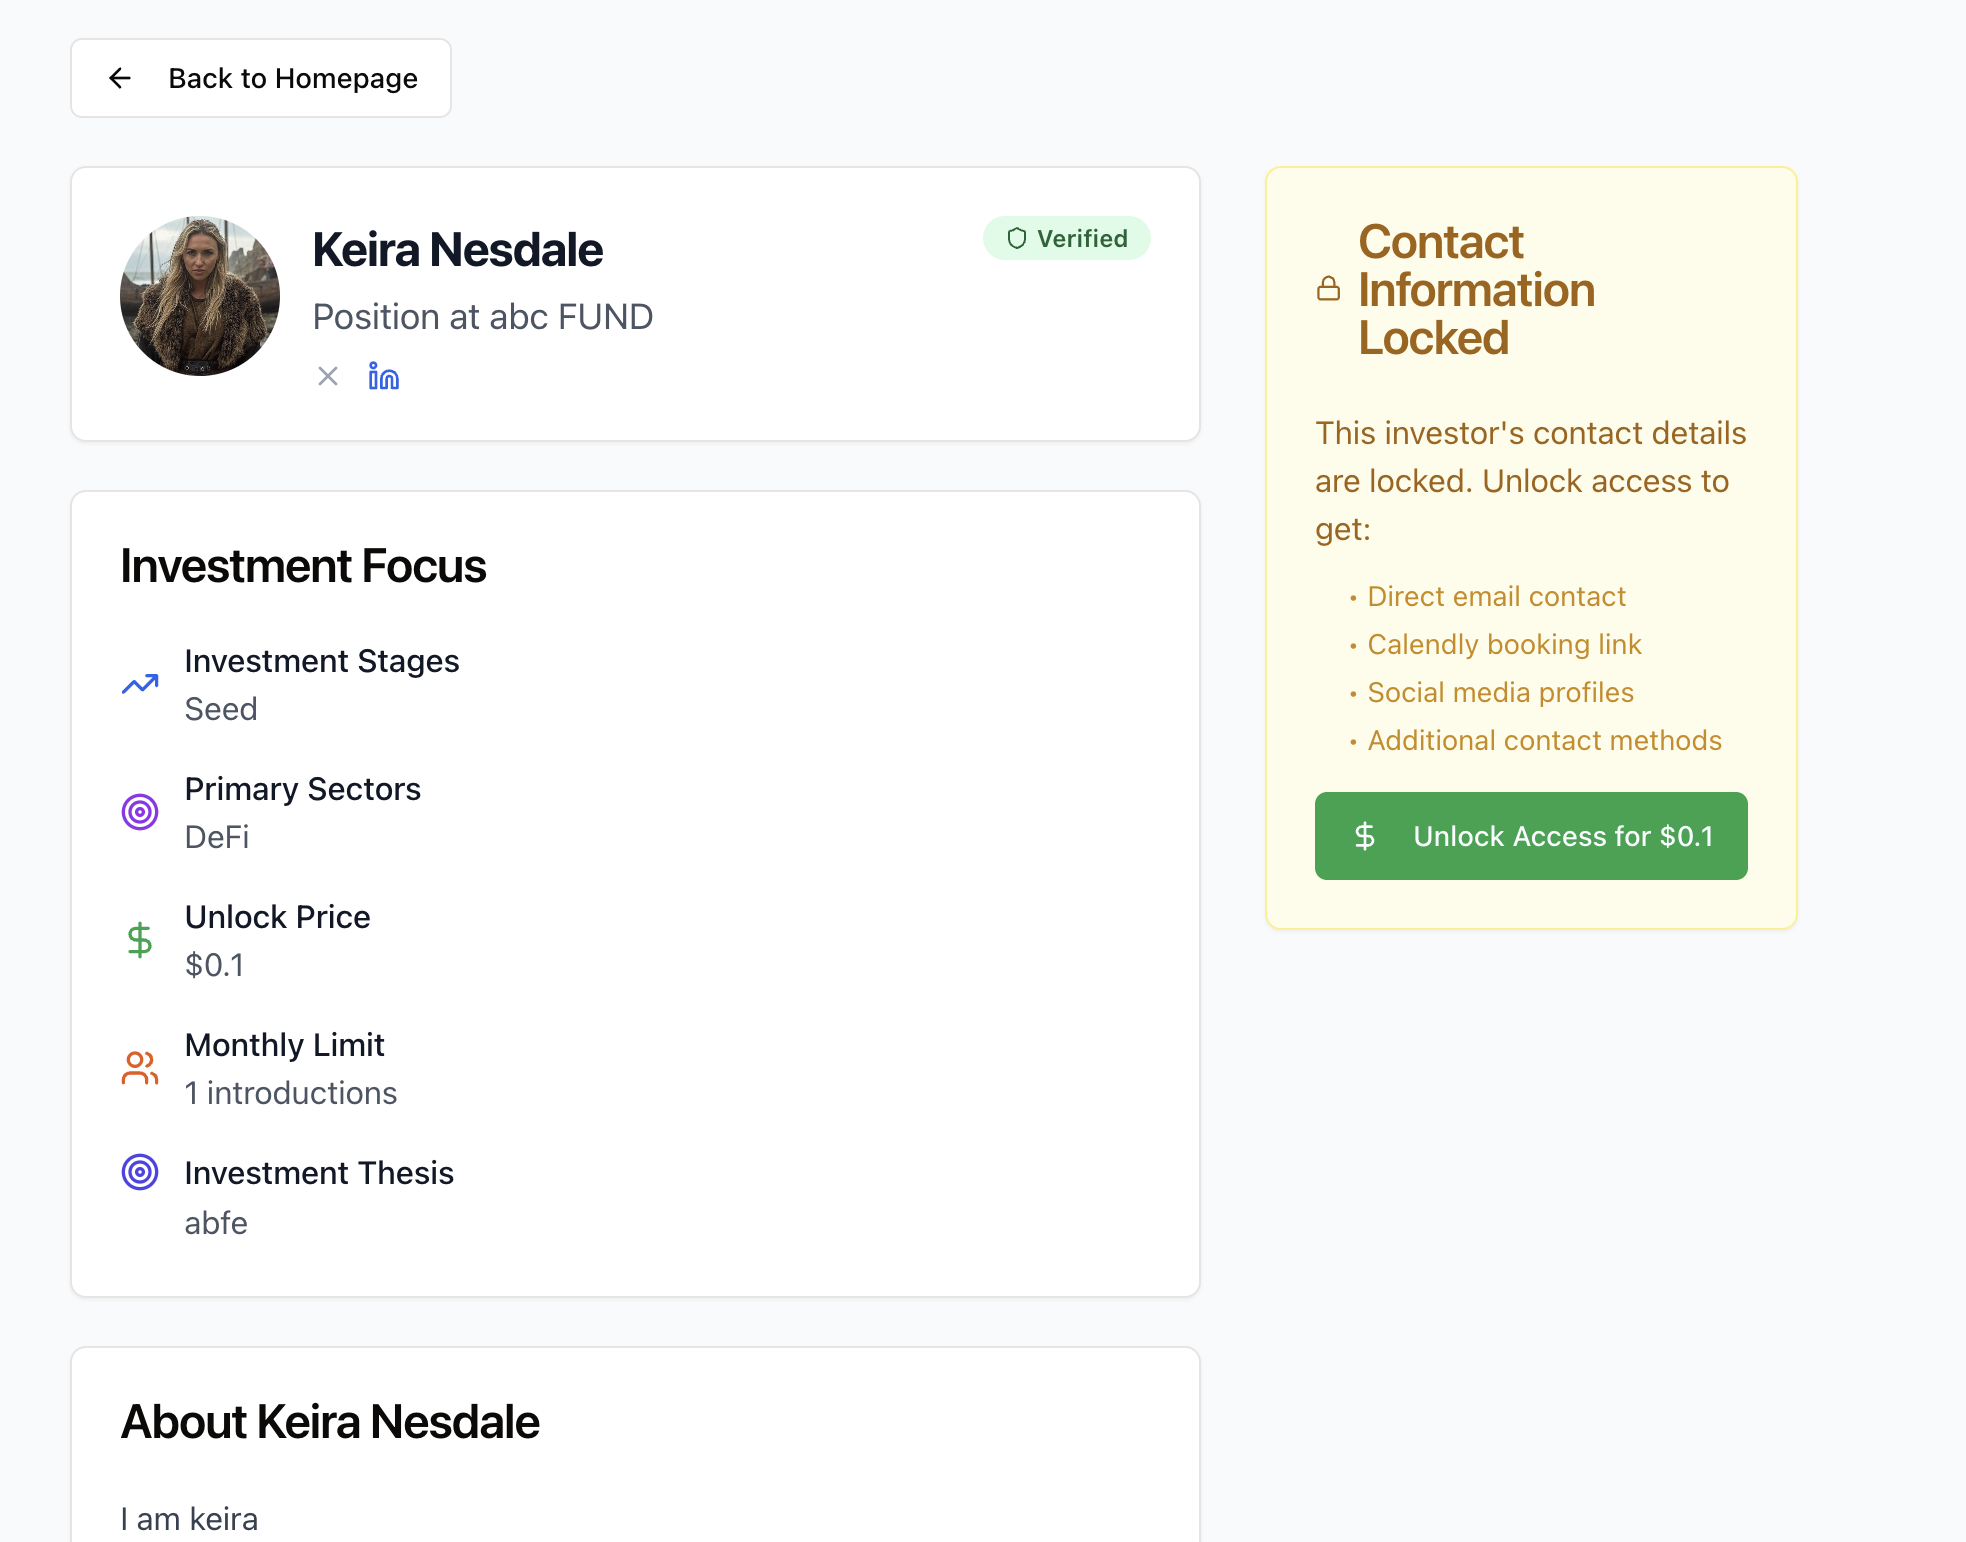 Back to Homepage
Keira Nesdale
Position at abc FUND
Verified
Investment Focus
Investment Stages
Seed
Primary Sectors
DeFi
Unlock Price
$0.1
Monthly Limit
1 introductions
Investment Thesis
abfe
About Keira Nesdale
I am keira
Contact
Information
Locked
This investor's contact details
are locked. Unlock access to
get:
• Direct email contact
• Calendly booking link
• Social media profiles
• Additional contact methods
$ Unlock Access for $0.1